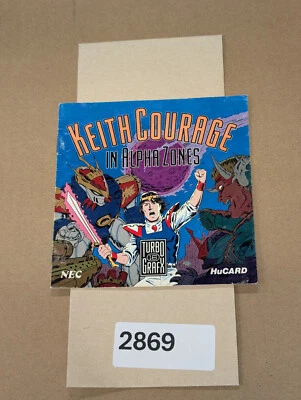 KEITH COURAGE
IN ALPHA ZONES
TURBO
GRAFX
NEC
HuCARD
2869